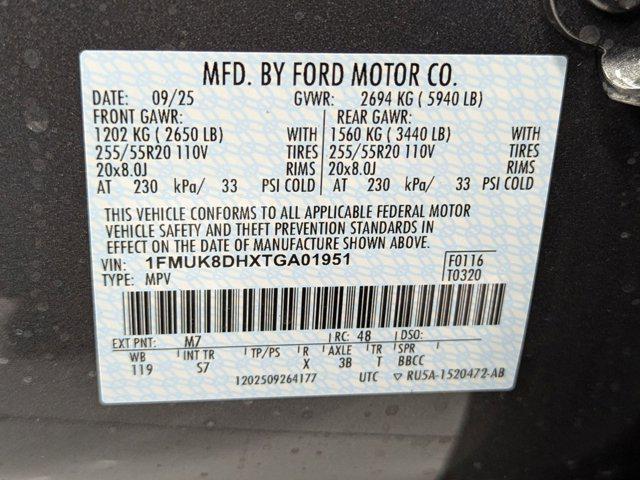 MFD. BY FORD MOTOR CO.
DATE: 09/25 GVWR: 2694 KG ( 5940 LB)
FRONT GAWR: REAR GAWR:
1202 KG ( 2650 LB) WITH 1560 KG ( 3440 LB) WITH
255/55R20 110V TIRES 255/55R20 110V TIRES
20x8.0J RIMS 20x8.0J RIMS
AT 230 kPa/ 33 PSI COLD AT 230 kPa/ 33 PSI COLD
THIS VEHICLE CONFORMS TO ALL APPLICABLE FEDERAL MOTOR
VEHICLE SAFETY AND THEFT PREVENTION STANDARDS IN
EFFECT ON THE DATE OF MANUFACTURE SHOWN ABOVE.
VIN: 1FMUK8DHXTGA01951 F0116
TYPE: MPV T0320
EXT PNT: M7 RC: 48 DSO:
WB INT TR TP/PS R AXLE TR SPR
119 S7 X 3B T BBCC
1202509264177 UTC ▽ RU5A-1520472-AB